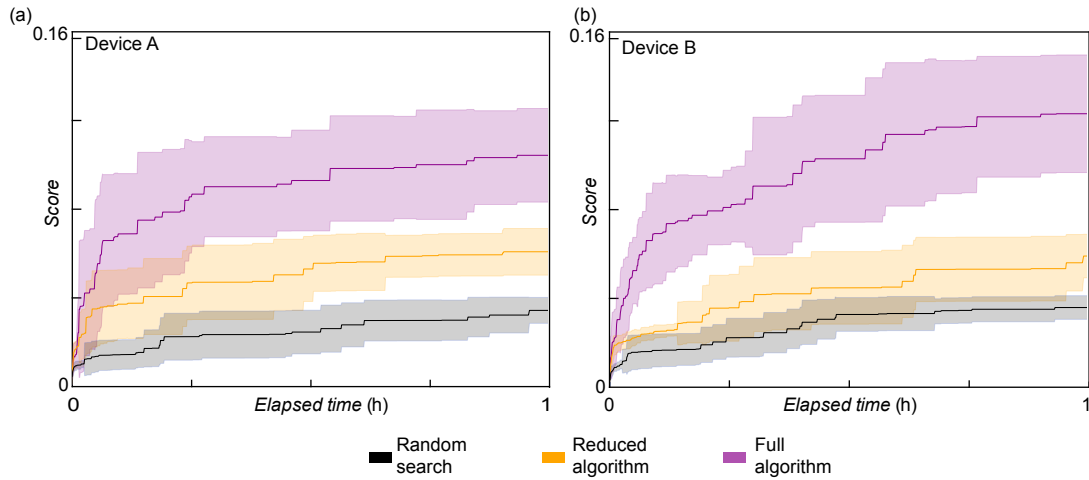 (a)
0.16
Device A
Score
0
0
Elapsed time (h)
1
(b)
0.16
Device B
Score
0
0
Elapsed time (h)
1
Random
search
Reduced
algorithm
Full
algorithm